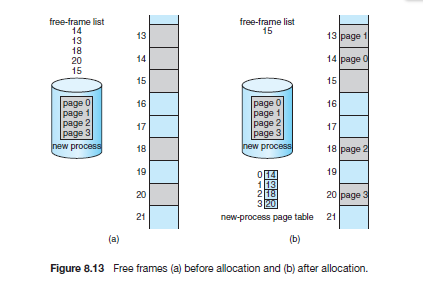 free-frame list
14
13
18
20
15
page 0
page 1
page 2
page 3
new process
13
14
15
16
17
18
19
20
21
(a)
free-frame list
15
page 0
page 1
page 2
page 3
new process
0 14
1 13
2 18
3 20
new-process page table
13 page 1
14 page 0
15
16
17
18 page 2
19
20 page 3
21
(b)
Figure 8.13 Free frames (a) before allocation and (b) after allocation.